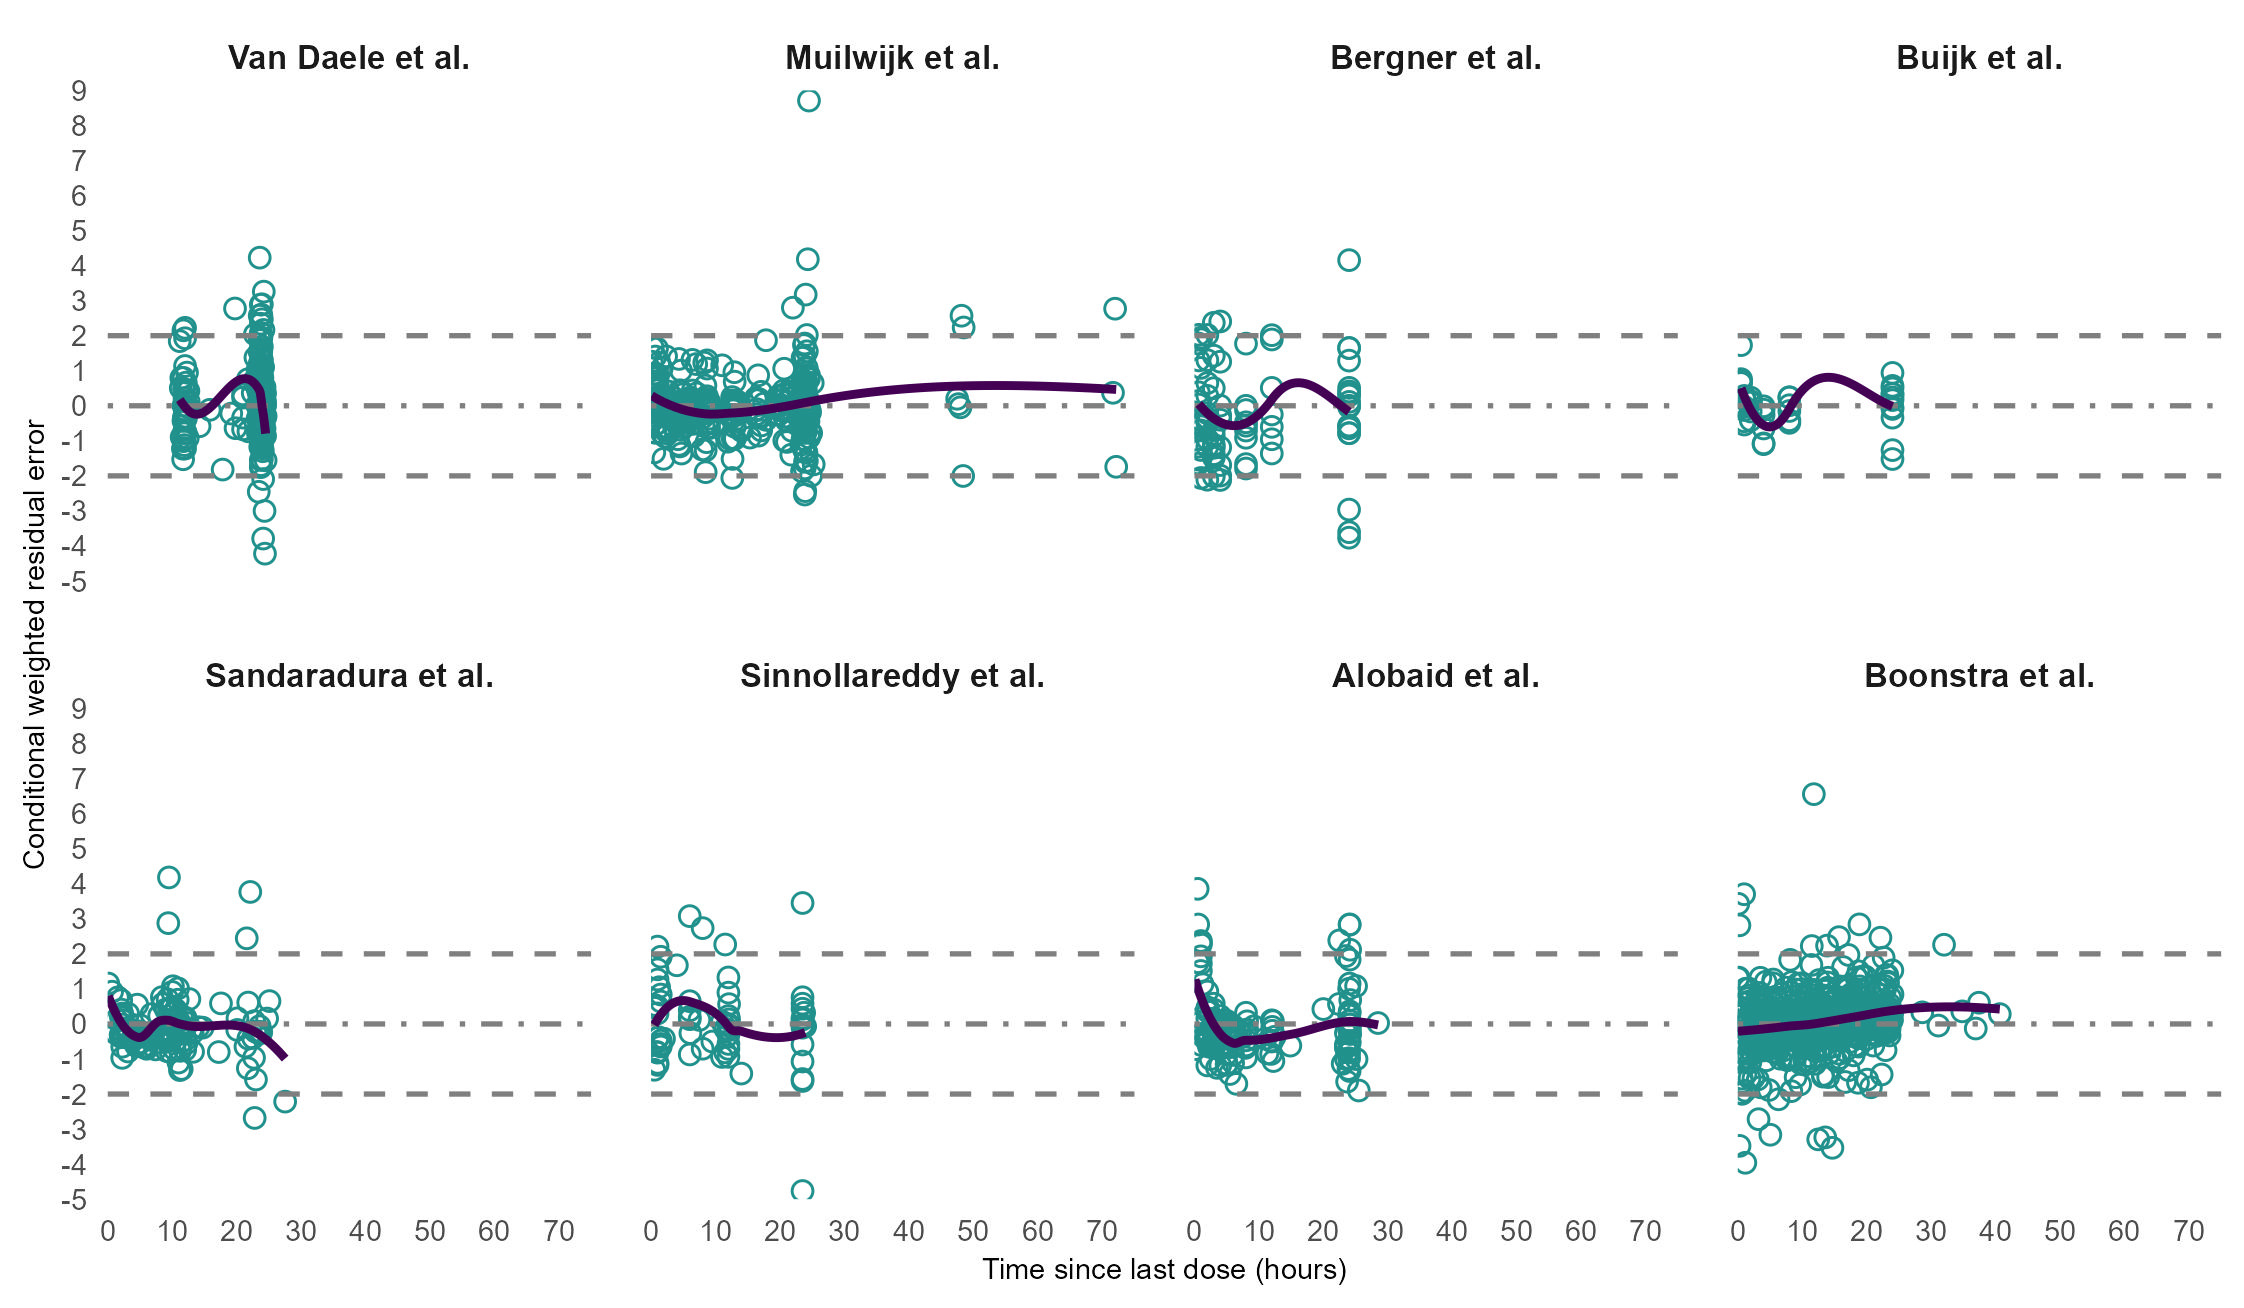 Van Daele et al.
Muilwijk et al.
Bergner et al.
Buijk et al.
9
8
7
6
5
4
3
2
1
0
-1
-2
-3
-4
-5
Conditional weighted residual error
Sandaradura et al.
Sinnollareddy et al.
Alobaid et al.
Boonstra et al.
9
8
7
6
5
4
3
2
1
0
-1
-2
-3
-4
-5
0 10 20 30 40 50 60 70
0 10 20 30 40 50 60 70
0 10 20 30 40 50 60 70
0 10 20 30 40 50 60 70
Time since last dose (hours)